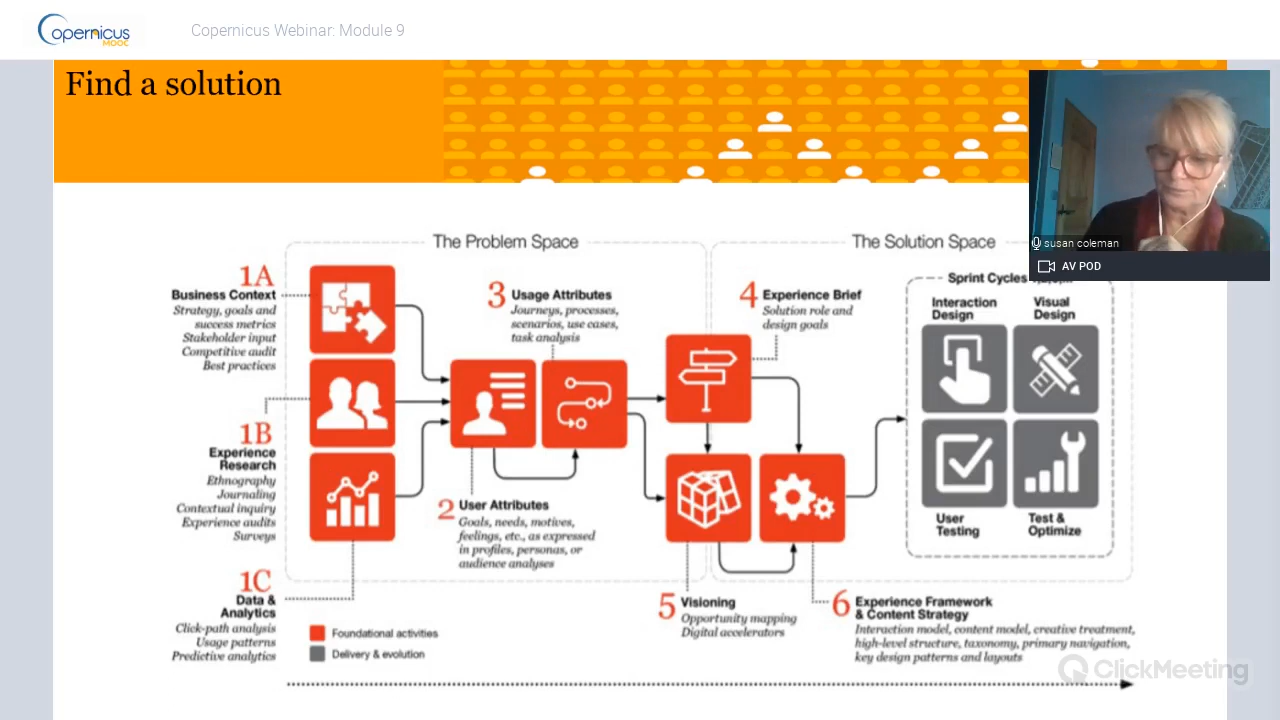 Copernicus
MOOC
Copernicus Webinar: Module 9
Find a solution
susan coleman
AV POD
The Problem Space
The Solution Space
1A
Business Context
Strategy, goals and
success metrics
Stakeholder input
Competitive audit
Best practices
1B
Experience
Research
Ethnography
Journaling
Contextual inquiry
Experience audits
Surveys
1C
Data &
Analytics
Click-path analysis
Usage patterns
Predictive analytics
2 User Attributes
Goals, needs, motives,
feelings, etc., as expressed
in profiles, personas, or
audience analyses
3 Usage Attributes
Journeys, processes,
scenarios, use cases,
task analysis
4 Experience Brief
Solution role and
design goals
5 Visioning
Opportunity mapping
Digital accelerators
6 Experience Framework
& Content Strategy
Interaction model, content model, creative treatment,
high-level structure, taxonomy, primary navigation,
key design patterns and layouts
Sprint Cycles
Interaction
Design
Visual
Design
User
Testing
Test &
Optimize
Foundational activities
Delivery & evolution
ClickMeeting